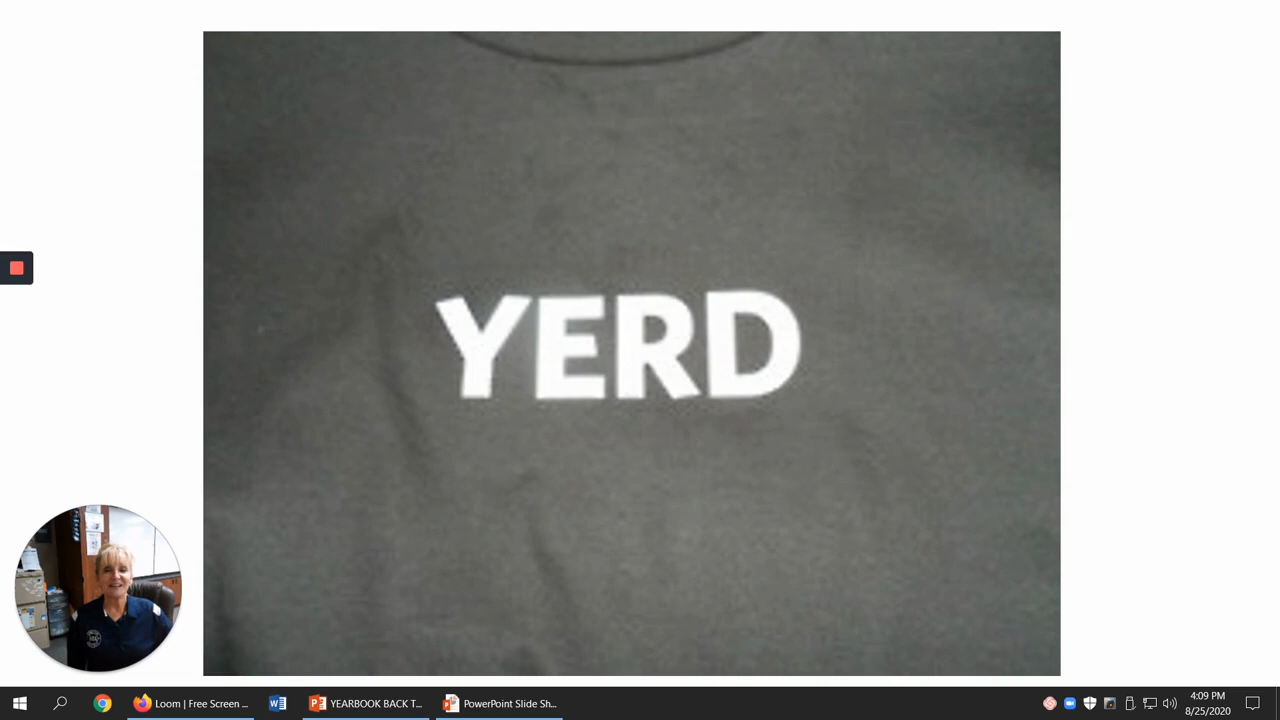 YERD
Loom | Free Screen ...
YEARBOOK BACK T...
PowerPoint Slide Sh...
4:09 PM
8/25/2020